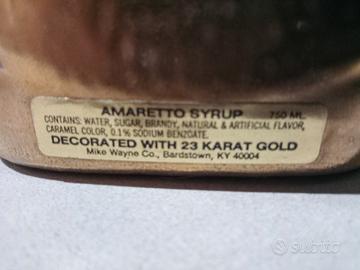 AMARETTO SYRUP 750 ML.
CONTAINS: WATER, SUGAR, BRANDY, NATURAL & ARTIFICIAL FLAVOR,
CARAMEL COLOR, 0.1% SODIUM BENZOATE.
DECORATED WITH 23 KARAT GOLD
Mike Wayne Co., Bardstown, KY 40004
subito